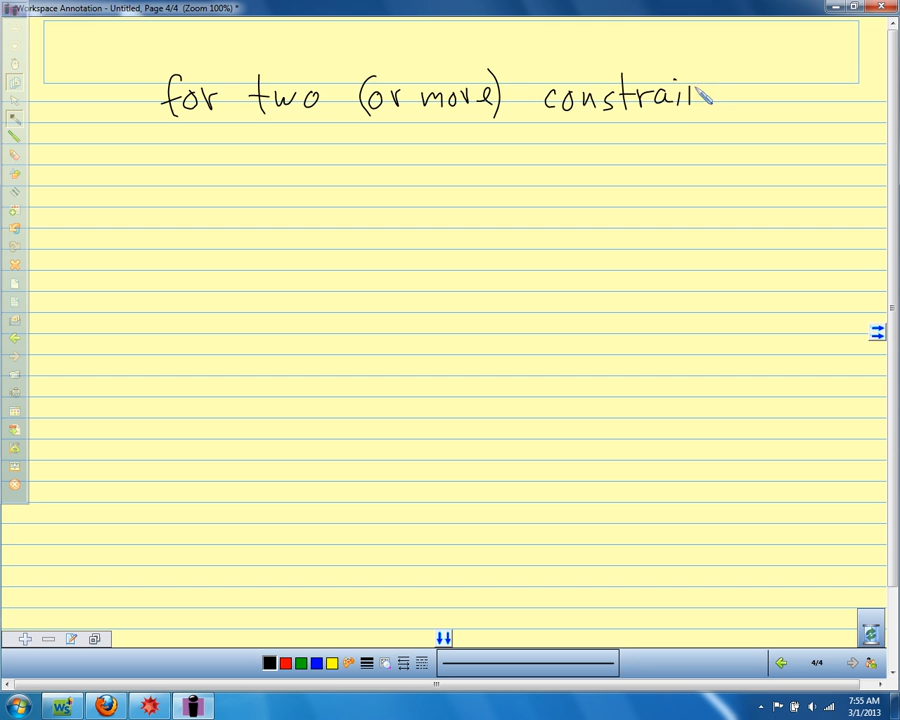 Workspace Annotation - Untitled, Page 4/4 (Zoom 100%) *
for two (or more) constrai
4/4
7:55 AM
3/1/2013